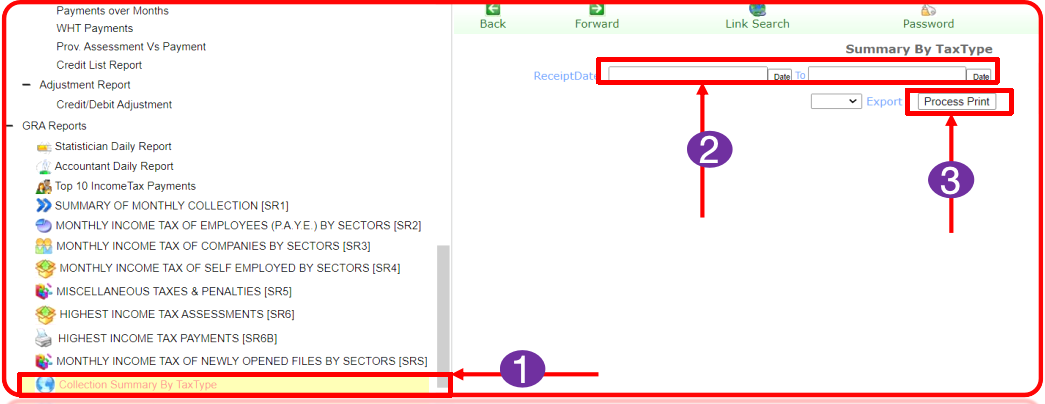 Payments over Months
WHT Payments
Prov. Assessment Vs Payment
Credit List Report
Adjustment Report
Credit/Debit Adjustment
GRA Reports
Statistician Daily Report
Accountant Daily Report
Top 10 IncomeTax Payments
SUMMARY OF MONTHLY COLLECTION [SR1]
MONTHLY INCOME TAX OF EMPLOYEES (P.A.Y.E.) BY SECTORS [SR2]
MONTHLY INCOME TAX OF COMPANIES BY SECTORS [SR3]
MONTHLY INCOME TAX OF SELF EMPLOYED BY SECTORS [SR4]
MISCELLANEOUS TAXES & PENALTIES [SR5]
HIGHEST INCOME TAX ASSESSMENTS [SR6]
HIGHEST INCOME TAX PAYMENTS [SR6B]
MONTHLY INCOME TAX OF NEWLY OPENED FILES BY SECTORS [SRS]
Collection Summary By TaxType
1
Back Forward Link Search Password
Summary By TaxType
ReceiptDate Date To Date
Export Process Print
2
3